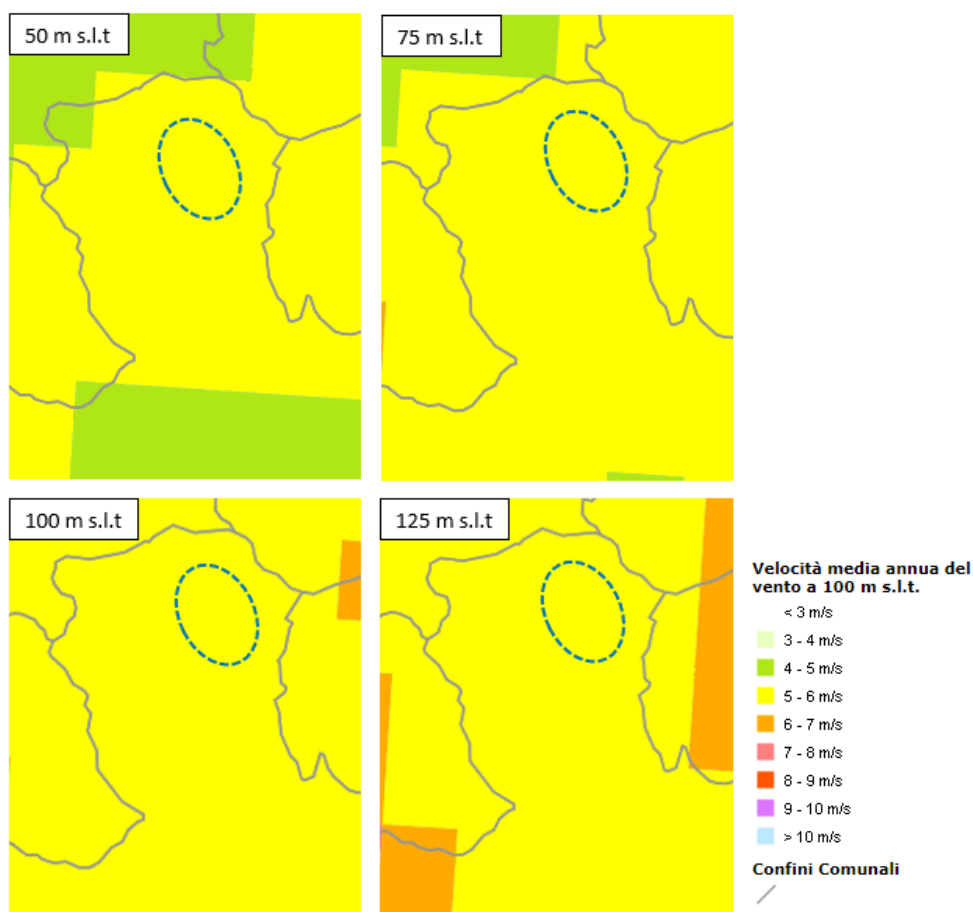 50 m s.l.t
75 m s.l.t
100 m s.l.t
125 m s.l.t
Velocità media annua del
vento a 100 m s.l.t.
< 3 m/s
3 - 4 m/s
4 - 5 m/s
5 - 6 m/s
6 - 7 m/s
7 - 8 m/s
8 - 9 m/s
9 - 10 m/s
> 10 m/s
Confini Comunali